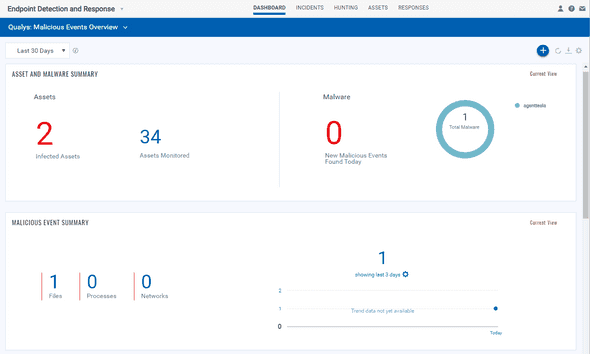 Endpoint Detection and Response
DASHBOARD INCIDENTS HUNTING ASSETS RESPONSES
Qualys: Malicious Events Overview
Last 30 Days
ASSET AND MALWARE SUMMARY
Current View
Assets
2
Infected Assets
34
Assets Monitored
Malware
0
New Malicious Events
Found Today
1
Total Malware
MALICIOUS EVENT SUMMARY
Current View
1
Files
0
Processes
0
Networks
1
showing last 3 days
2
1
Trend data not yet available
0
Today